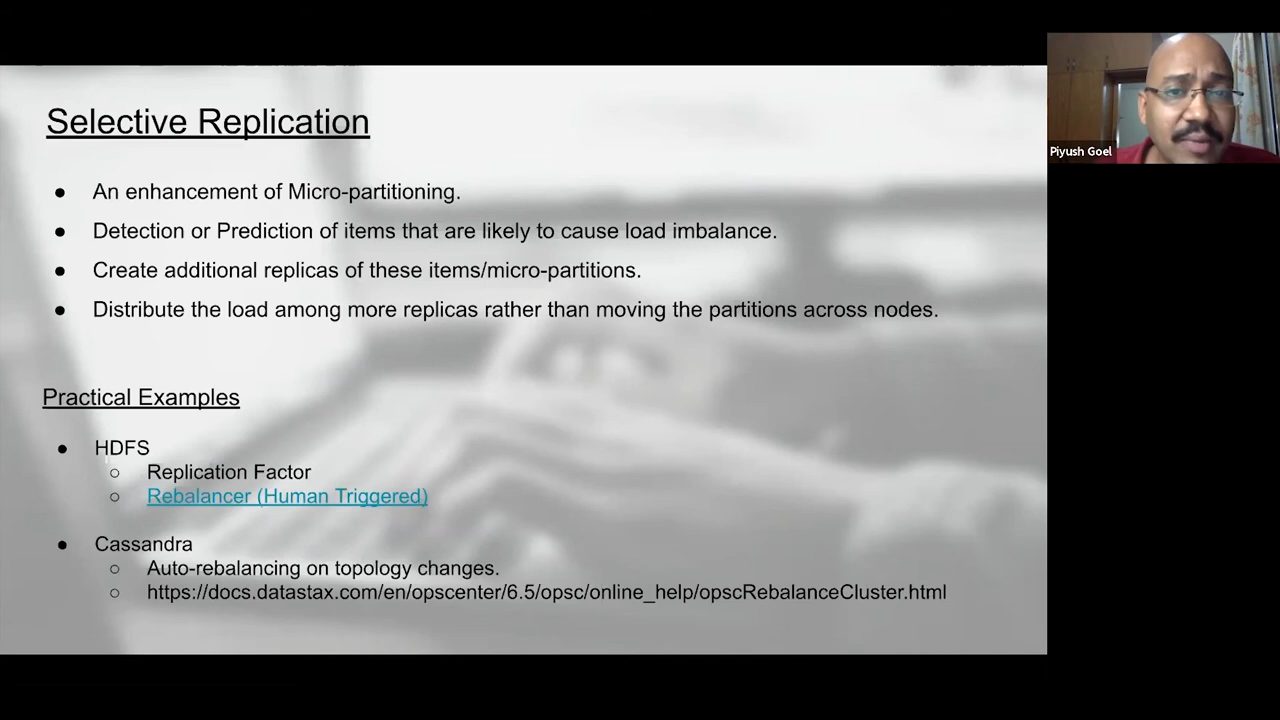 Selective Replication
● An enhancement of Micro-partitioning.
● Detection or Prediction of items that are likely to cause load imbalance.
● Create additional replicas of these items/micro-partitions.
● Distribute the load among more replicas rather than moving the partitions across nodes.
Practical Examples
● HDFS
○ Replication Factor
○ Rebalancer (Human Triggered)
● Cassandra
○ Auto-rebalancing on topology changes.
○ https://docs.datastax.com/en/opscenter/6.5/opsc/online_help/opscRebalanceCluster.html
Piyush Goel